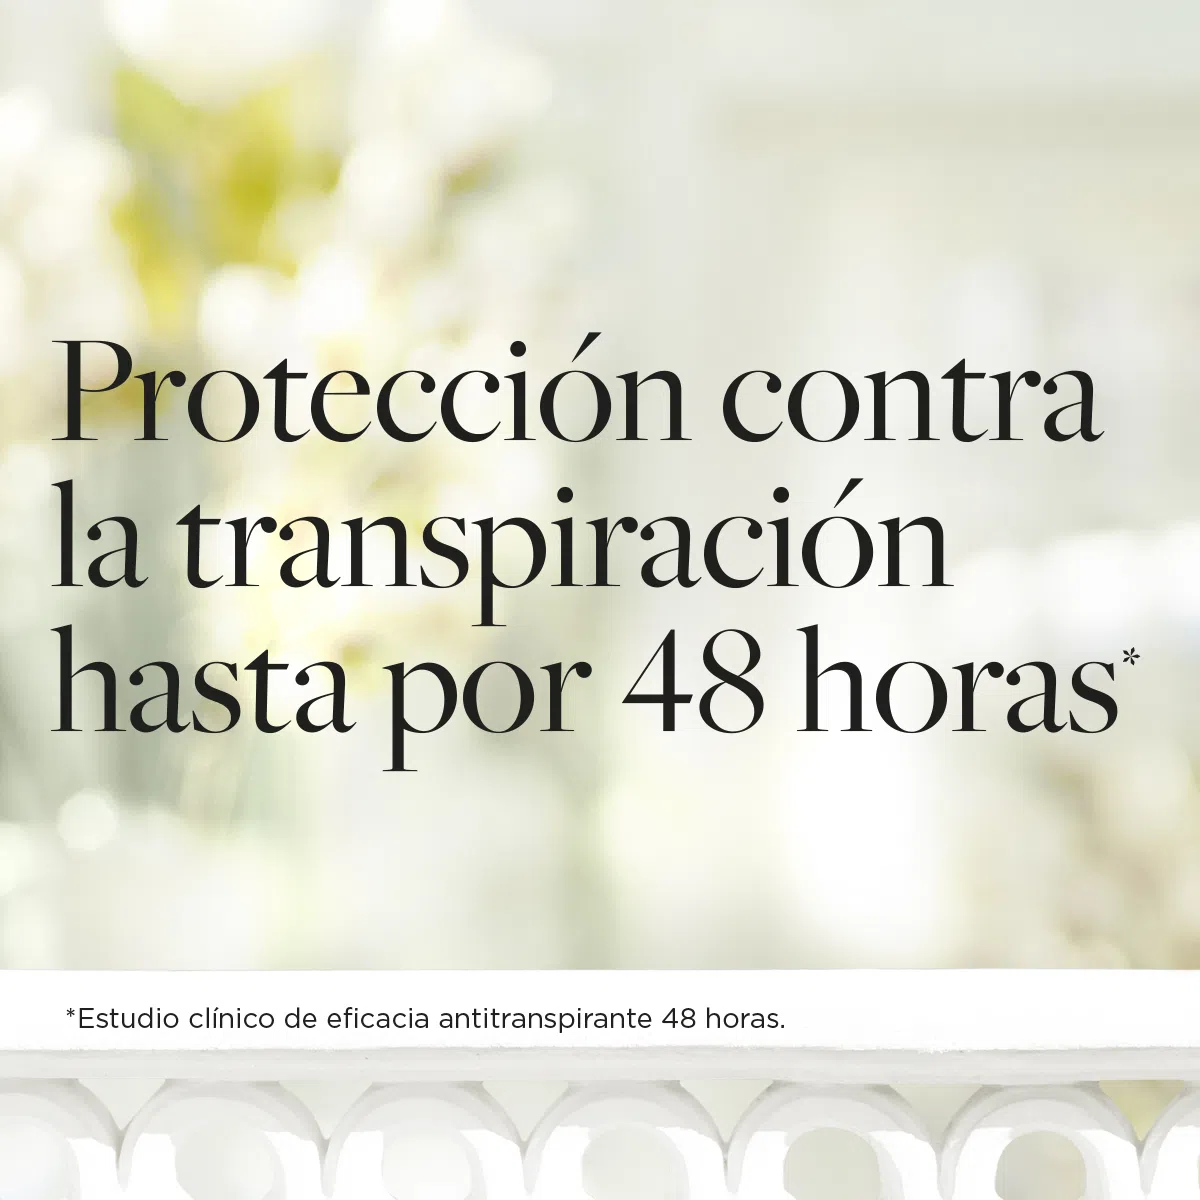 Protección contra
la transpiración
hasta por 48 horas*
*Estudio clínico de eficacia antitranspirante 48 horas.